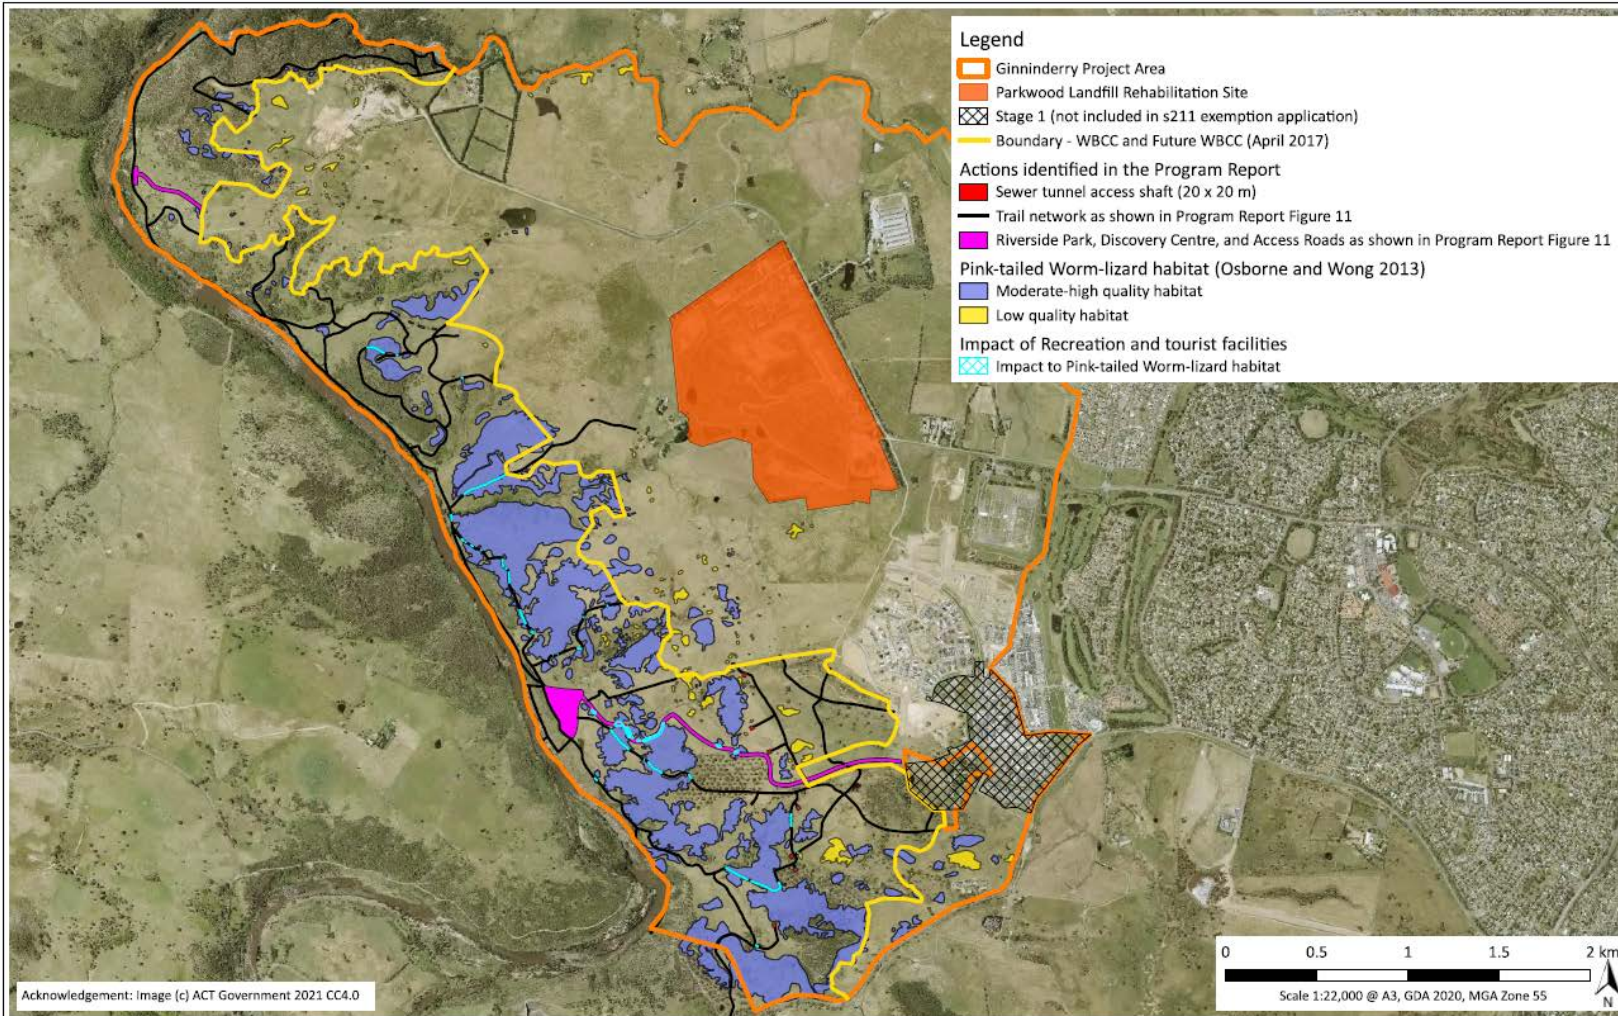 Legend
Ginninderry Project Area
Parkwood Landfill Rehabilitation Site
Stage 1 (not included in s211 exemption application)
Boundary - WBCC and Future WBCC (April 2017)
Actions identified in the Program Report
Sewer tunnel access shaft (20 x 20 m)
Trail network as shown in Program Report Figure 11
Riverside Park, Discovery Centre, and Access Roads as shown in Program Report Figure 11
Pink-tailed Worm-lizard habitat (Osborne and Wong 2013)
Moderate-high quality habitat
Low quality habitat
Impact of Recreation and tourist facilities
Impact to Pink-tailed Worm-lizard habitat
0 0.5 1 1.5 2 km
Scale 1:22,000 @ A3, GDA 2020, MGA Zone 55
N
Acknowledgement: Image (c) ACT Government 2021 CC4.0